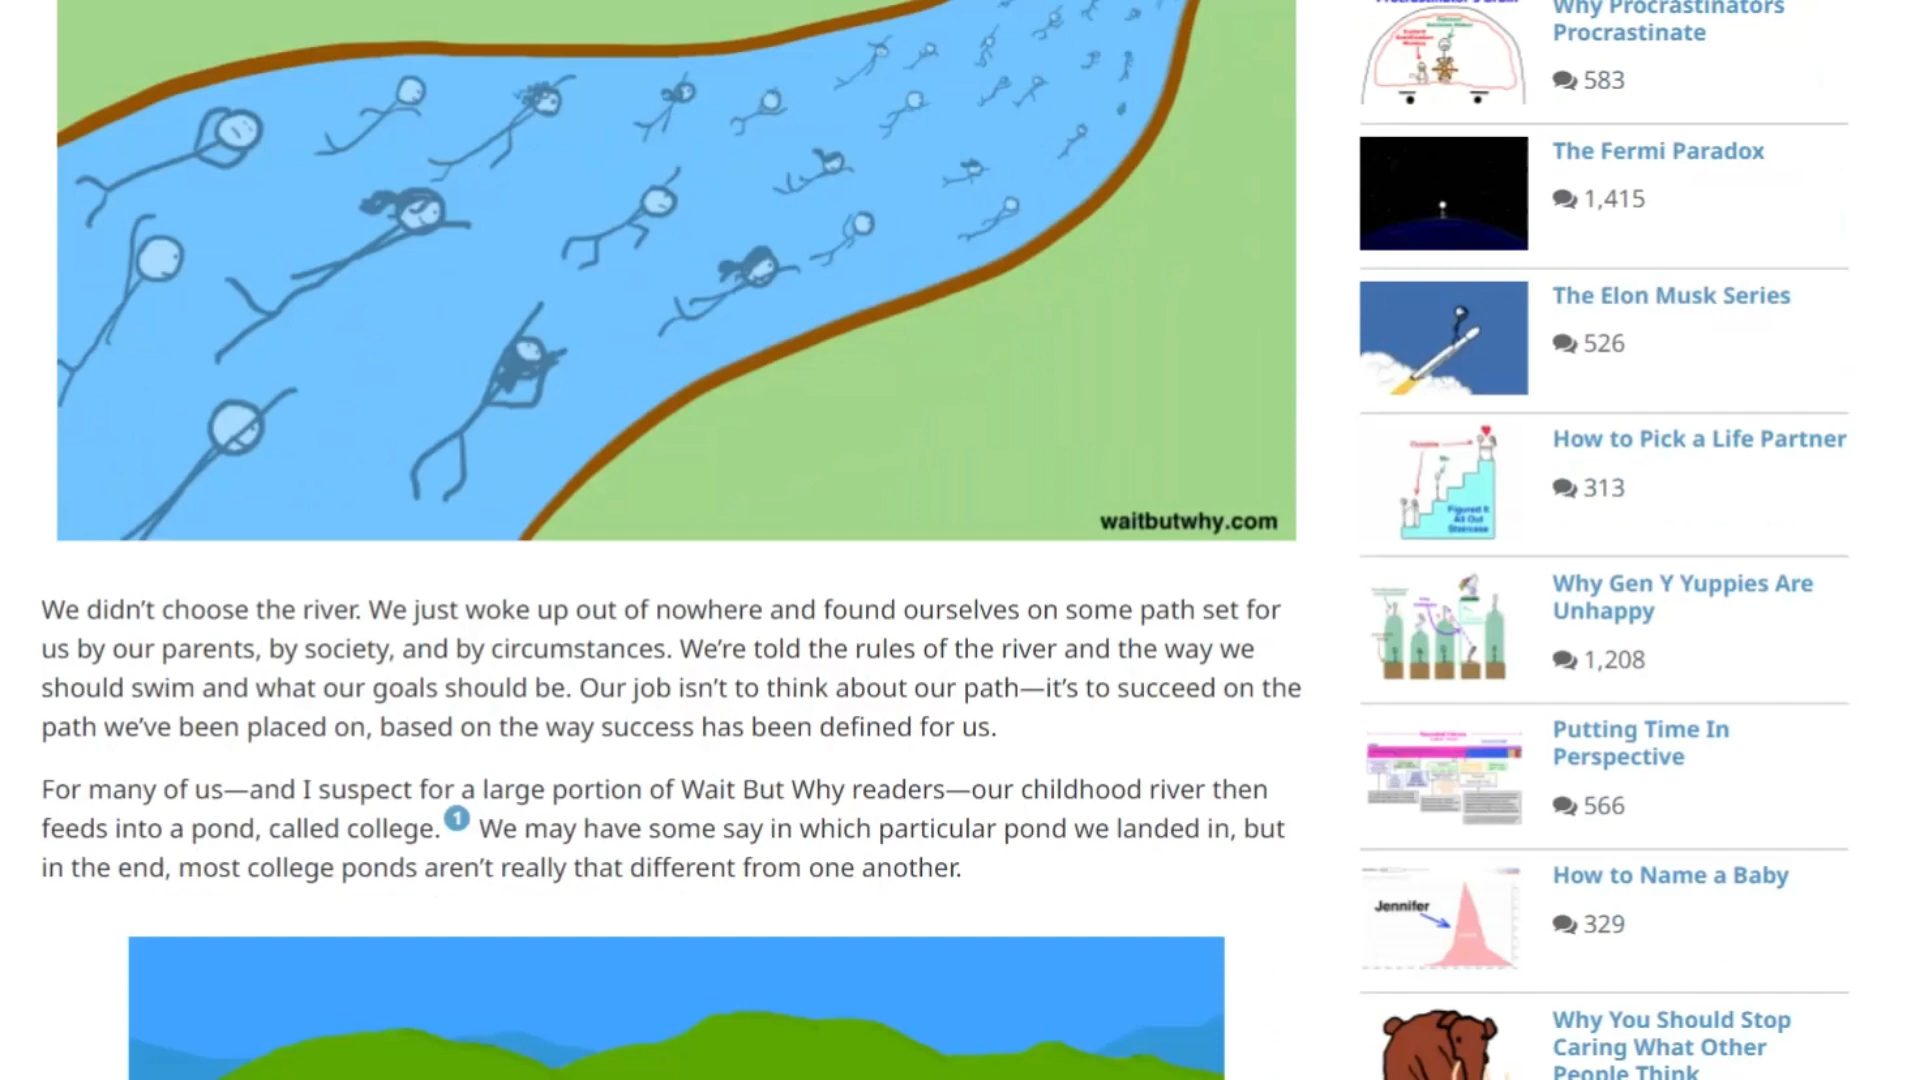 waitbutwhy.com
We didn’t choose the river. We just woke up out of nowhere and found ourselves on some path set for
us by our parents, by society, and by circumstances. We’re told the rules of the river and the way we
should swim and what our goals should be. Our job isn’t to think about our path—it’s to succeed on the
path we’ve been placed on, based on the way success has been defined for us.
For many of us—and I suspect for a large portion of Wait But Why readers—our childhood river then
feeds into a pond, called college. 1 We may have some say in which particular pond we landed in, but
in the end, most college ponds aren’t really that different from one another.
Why Procrastinators
Procrastinate
583
The Fermi Paradox
1,415
The Elon Musk Series
526
How to Pick a Life Partner
313
Figured It
All Out
Staircase
Why Gen Y Yuppies Are
Unhappy
1,208
Putting Time In
Perspective
566
How to Name a Baby
Jennifer
329
Why You Should Stop
Caring What Other
People Think